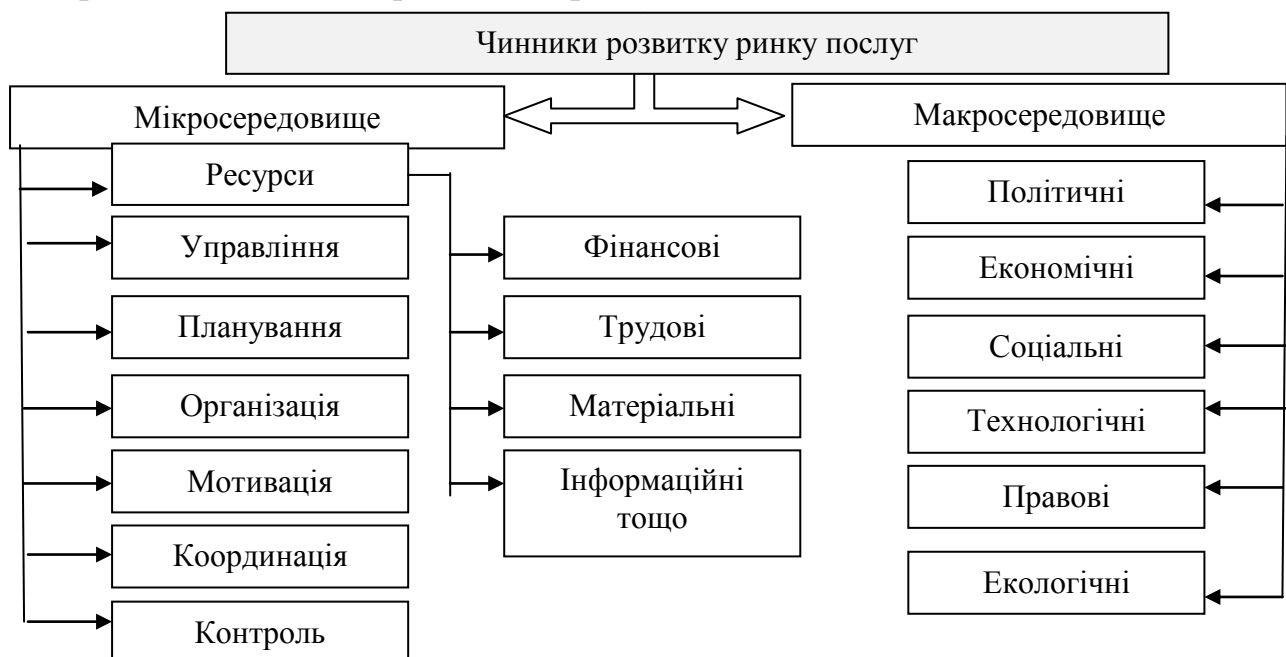 Чинники розвитку ринку послуг
Мікросередовище
Макросередовище
Ресурси
Управління
Планування
Організація
Мотивація
Координація
Контроль
Фінансові
Трудові
Матеріальні
Інформаційні
тощо
Політичні
Економічні
Соціальні
Технологічні
Правові
Екологічні